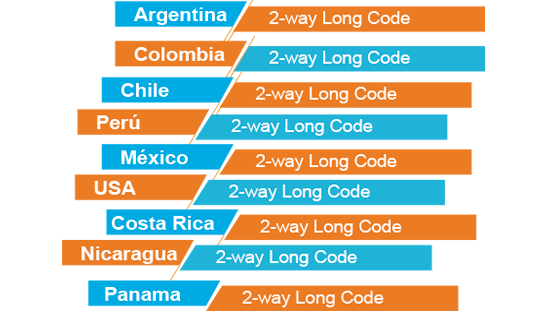 Argentina 2-way Long Code
Colombia 2-way Long Code
Chile 2-way Long Code
Perú 2-way Long Code
México 2-way Long Code
USA 2-way Long Code
Costa Rica 2-way Long Code
Nicaragua 2-way Long Code
Panama 2-way Long Code